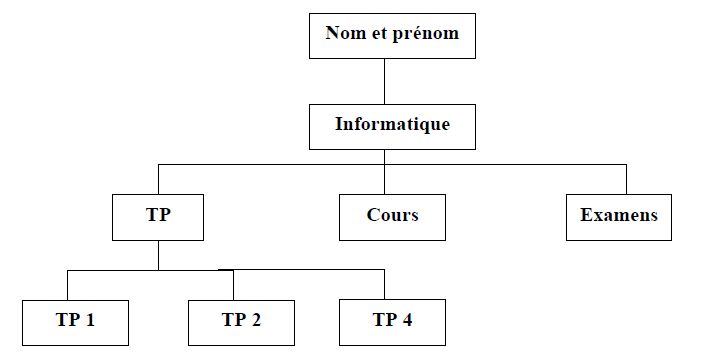 Nom et prénom
Informatique
TP
Cours
Examens
TP 1
TP 2
TP 4